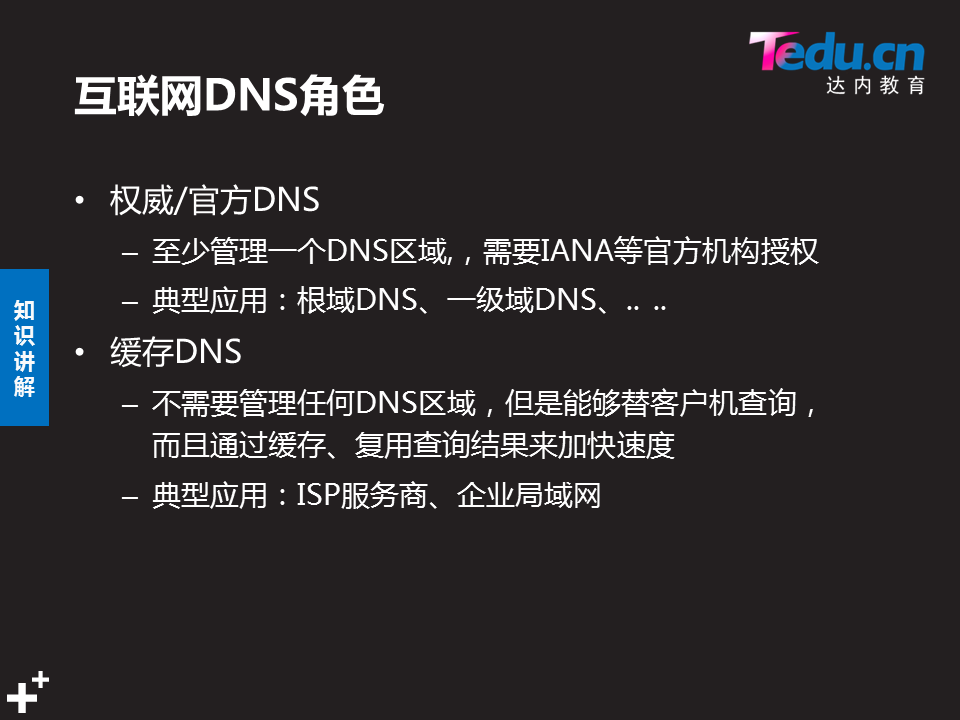 Tedu.cn
达内教育
互联网DNS角色
• 权威/官方DNS
– 至少管理一个DNS区域,，需要IANA等官方机构授权
– 典型应用：根域DNS、一级域DNS、.. ..
• 缓存DNS
– 不需要管理任何DNS区域，但是能够替客户机查询，
而且通过缓存、复用查询结果来加快速度
– 典型应用：ISP服务商、企业局域网
知识讲解